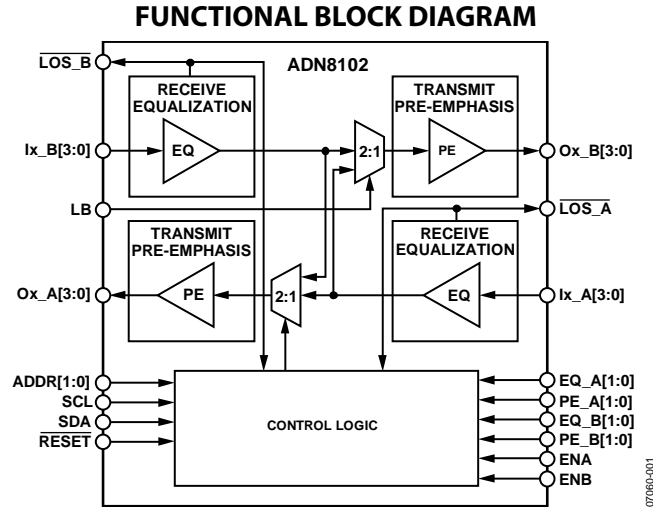 FUNCTIONAL BLOCK DIAGRAM
LOS_B
ADN8102
RECEIVE
EQUALIZATION
TRANSMIT
PRE-EMPHASIS
Ix_B[3:0]
EQ
2:1
PE
Ox_B[3:0]
LB
LOS_A
TRANSMIT
PRE-EMPHASIS
RECEIVE
EQUALIZATION
Ox_A[3:0]
PE
2:1
EQ
Ix_A[3:0]
ADDR[1:0]
SCL
SDA
RESET
CONTROL LOGIC
EQ_A[1:0]
PE_A[1:0]
EQ_B[1:0]
PE_B[1:0]
ENA
ENB
07060-001